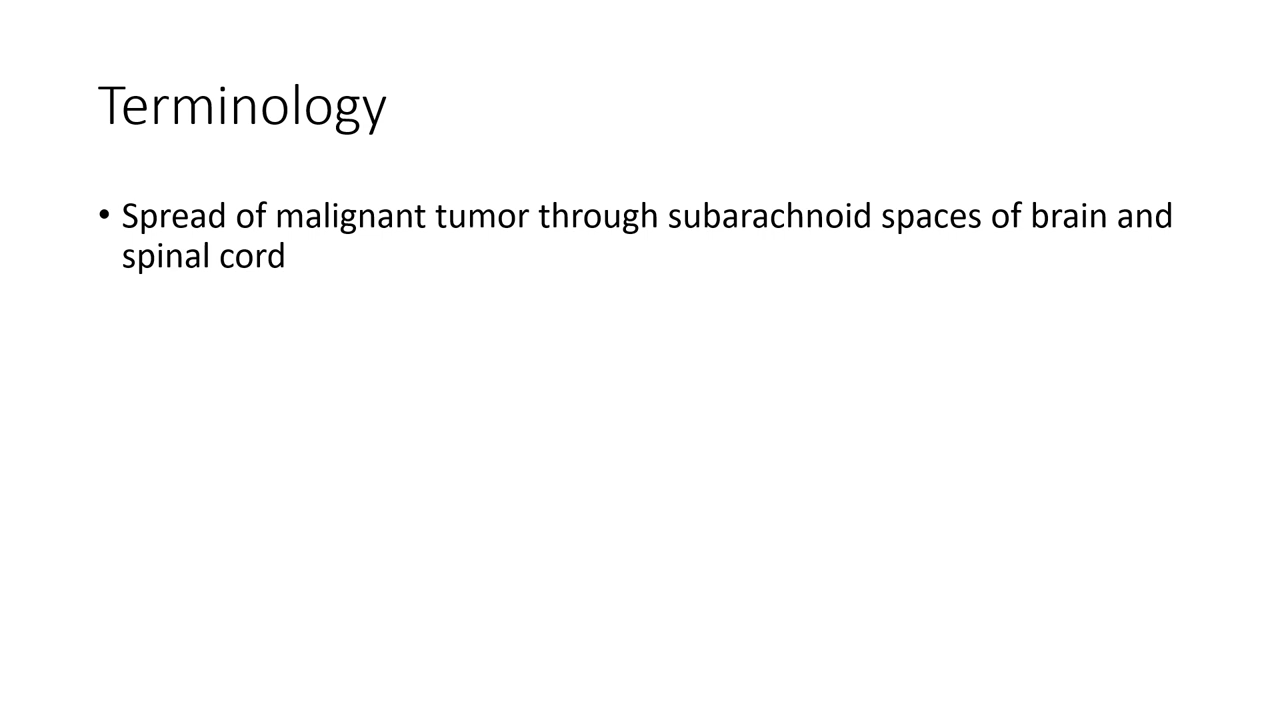 Terminology
• Spread of malignant tumor through subarachnoid spaces of brain and
spinal cord